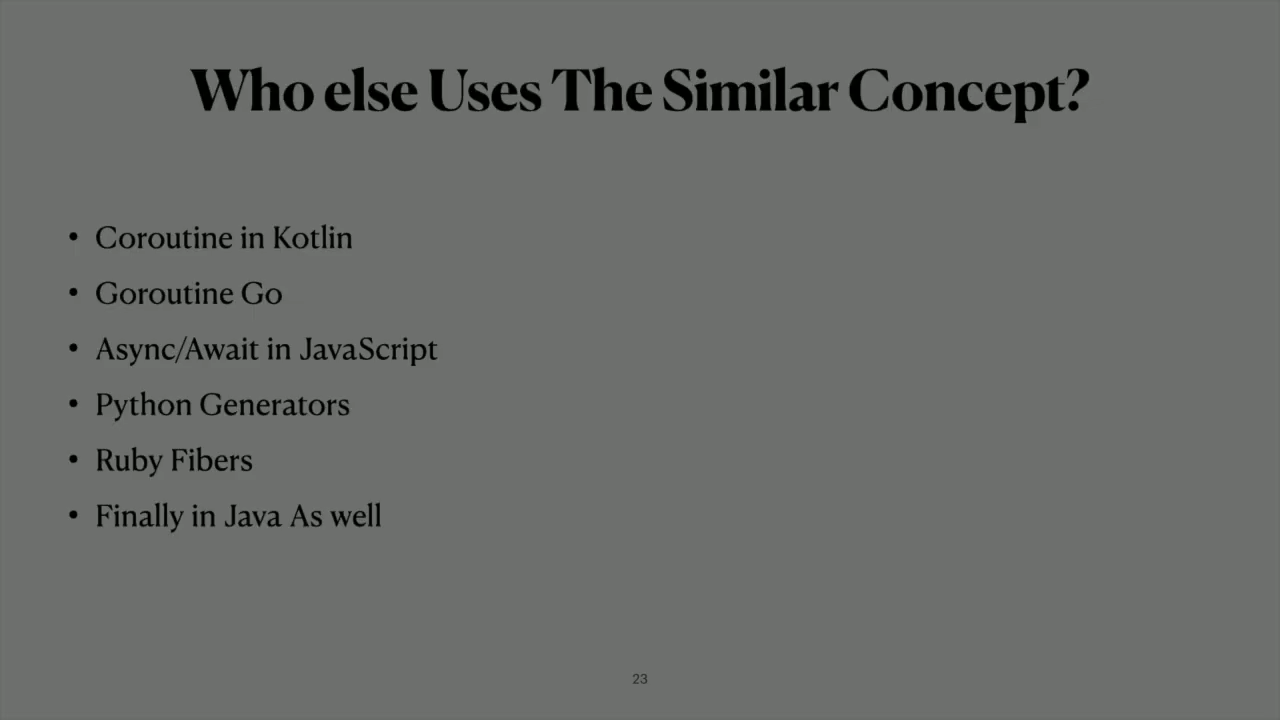 Who else Uses The Similar Concept?
• Coroutine in Kotlin
• Goroutine Go
• Async/Await in JavaScript
• Python Generators
• Ruby Fibers
• Finally in Java As well
23